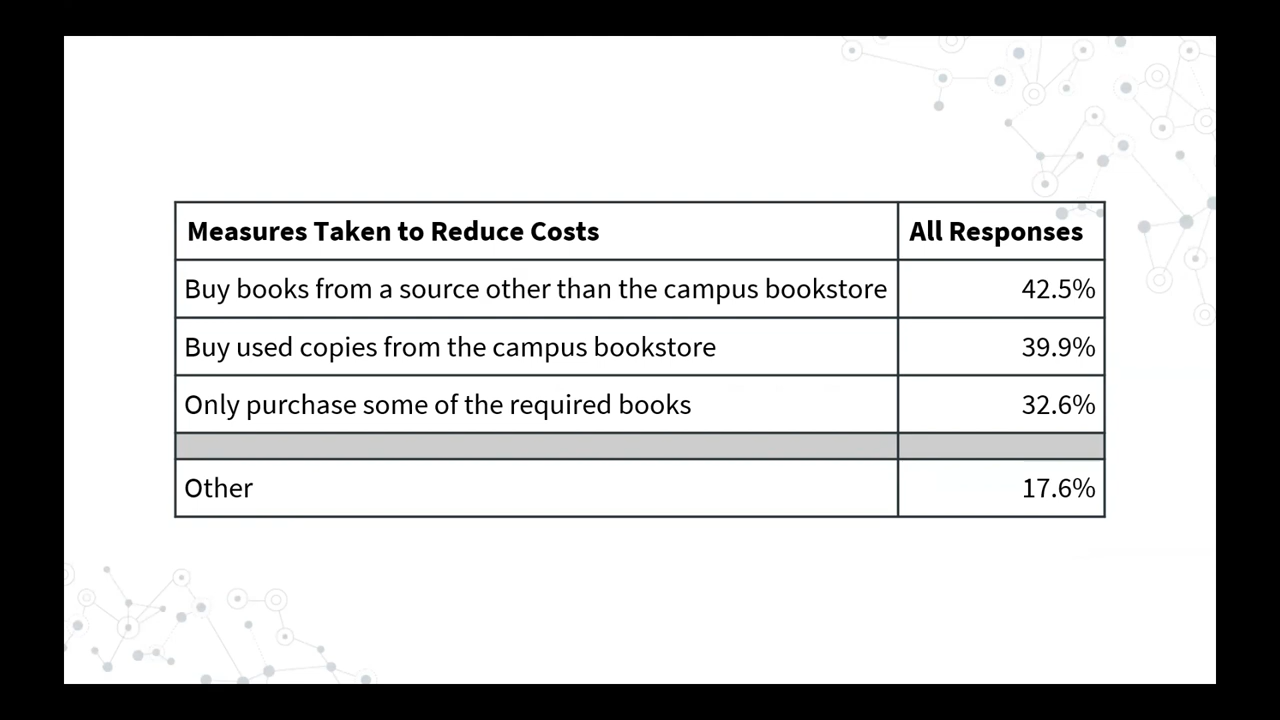 Measures Taken to Reduce Costs All Responses
Buy books from a source other than the campus bookstore 42.5%
Buy used copies from the campus bookstore 39.9%
Only purchase some of the required books 32.6%
Other 17.6%